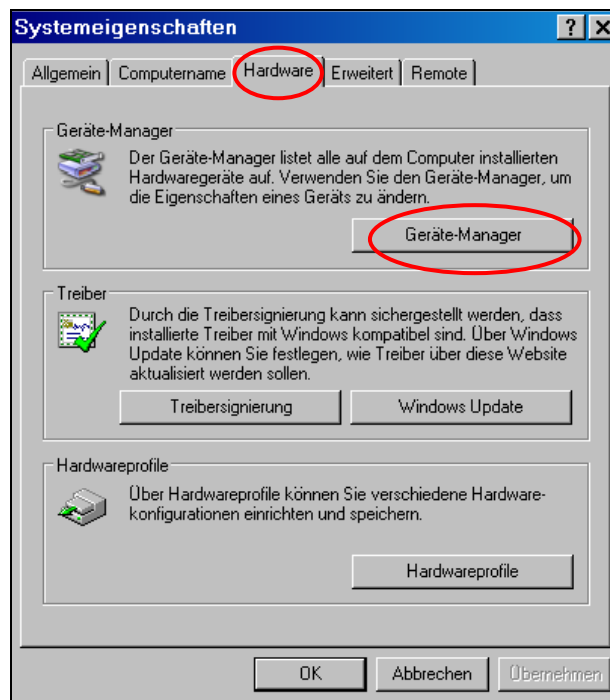 Systemeigenschaften
Allgemein Computername Hardware Erweitert Remote
Geräte-Manager
Der Geräte-Manager listet alle auf dem Computer installierten
Hardwaregeräte auf. Verwenden Sie den Geräte-Manager, um
die Eigenschaften eines Geräts zu ändern.
Geräte-Manager
Treiber
Durch die Treibersignierung kann sichergestellt werden, dass
installierte Treiber mit Windows kompatibel sind. Über Windows
Update können Sie festlegen, wie Treiber über diese Website
aktualisiert werden sollen.
Treibersignierung Windows Update
Hardwareprofile
Über Hardwareprofile können Sie verschiedene Hardware-
konfigurationen einrichten und speichern.
Hardwareprofile
OK Abbrechen Übernehmen